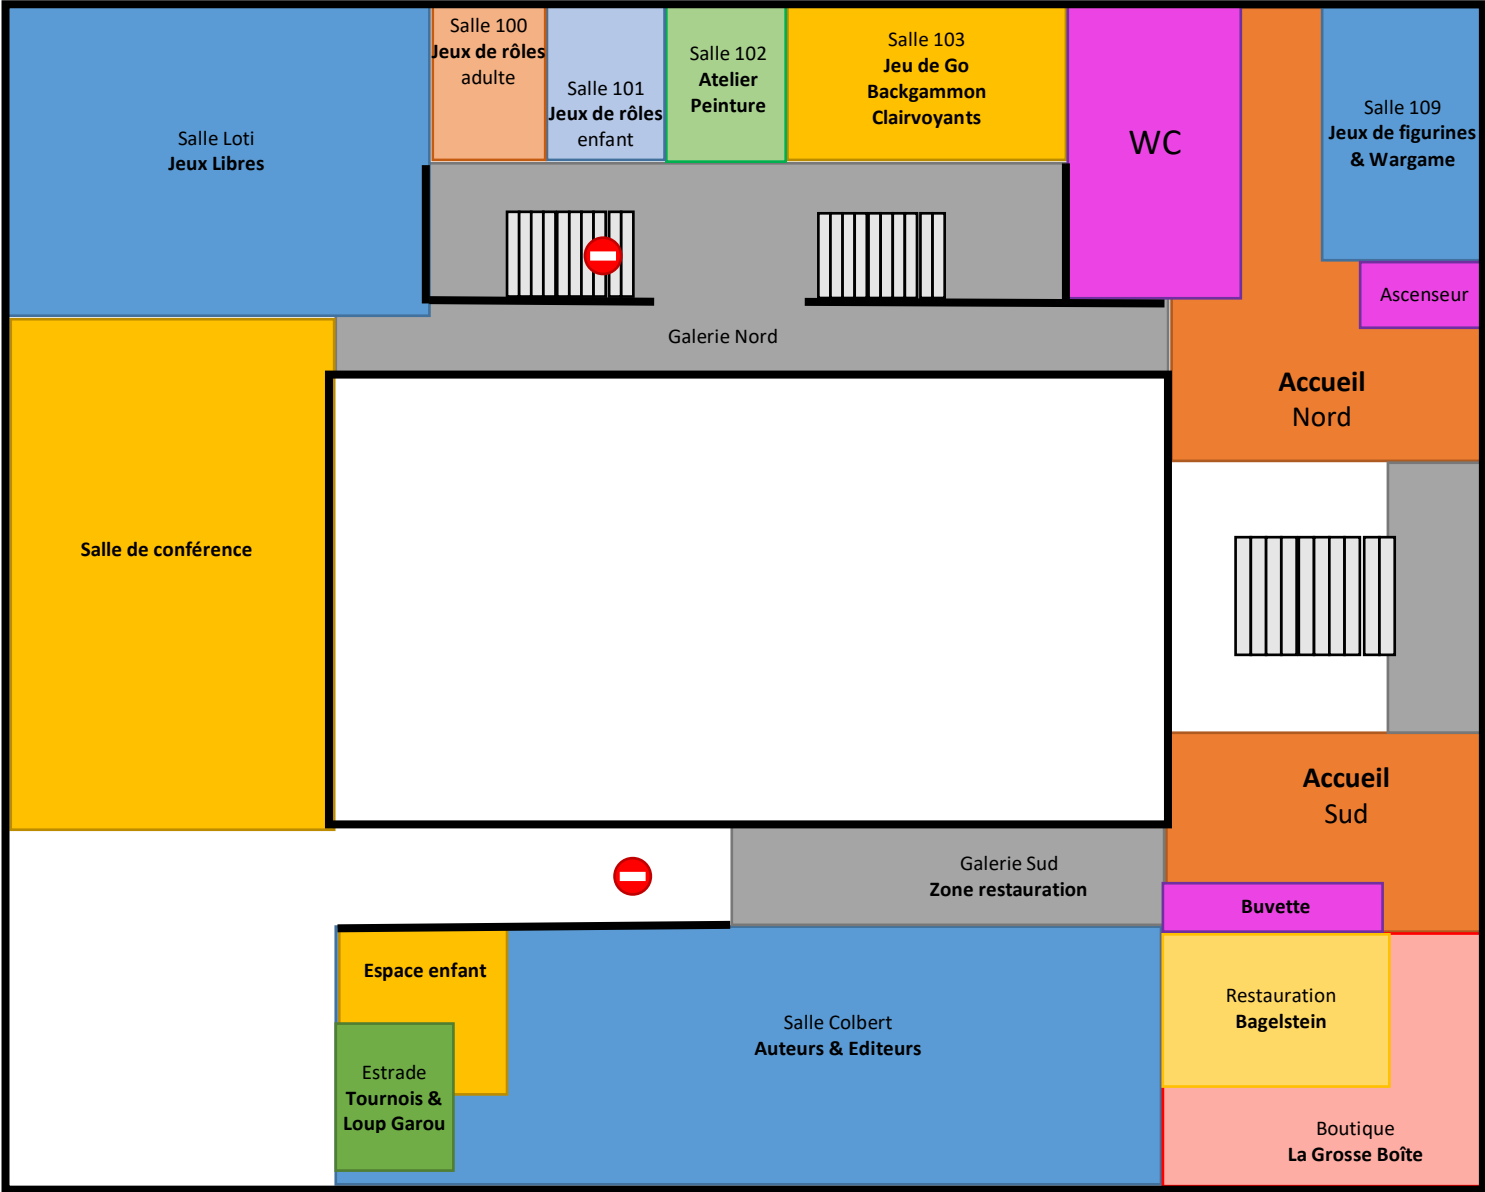 Salle Loti
Jeux Libres
Salle 100
Jeux de rôles
adulte
Salle 101
Jeux de rôles
enfant
Salle 102
Atelier
Peinture
Salle 103
Jeu de Go
Backgammon
Clairvoyants
WC
Salle 109
Jeux de figurines
& Wargame
Ascenseur
Galerie Nord
Accueil
Nord
Salle de conférence
Accueil
Sud
Galerie Sud
Zone restauration
Buvette
Espace enfant
Estrade
Tournois &
Loup Garou
Salle Colbert
Auteurs & Editeurs
Restauration
Bagelstein
Boutique
La Grosse Boîte